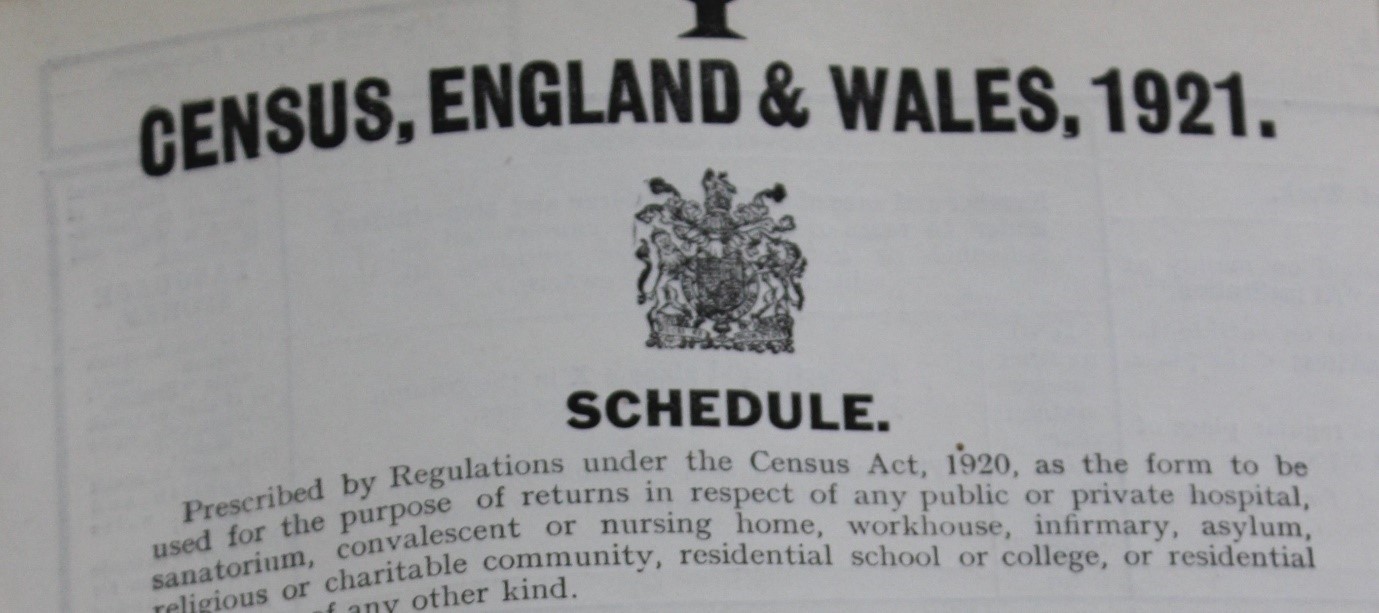 CENSUS, ENGLAND & WALES, 1921.
SCHEDULE.
Prescribed by Regulations under the Census Act, 1920, as the form to be
used for the purpose of returns in respect of any public or private hospital,
sanatorium, convalescent or nursing home, workhouse, infirmary, asylum,
religious or charitable community, residential school or college, or residential
of any other kind.